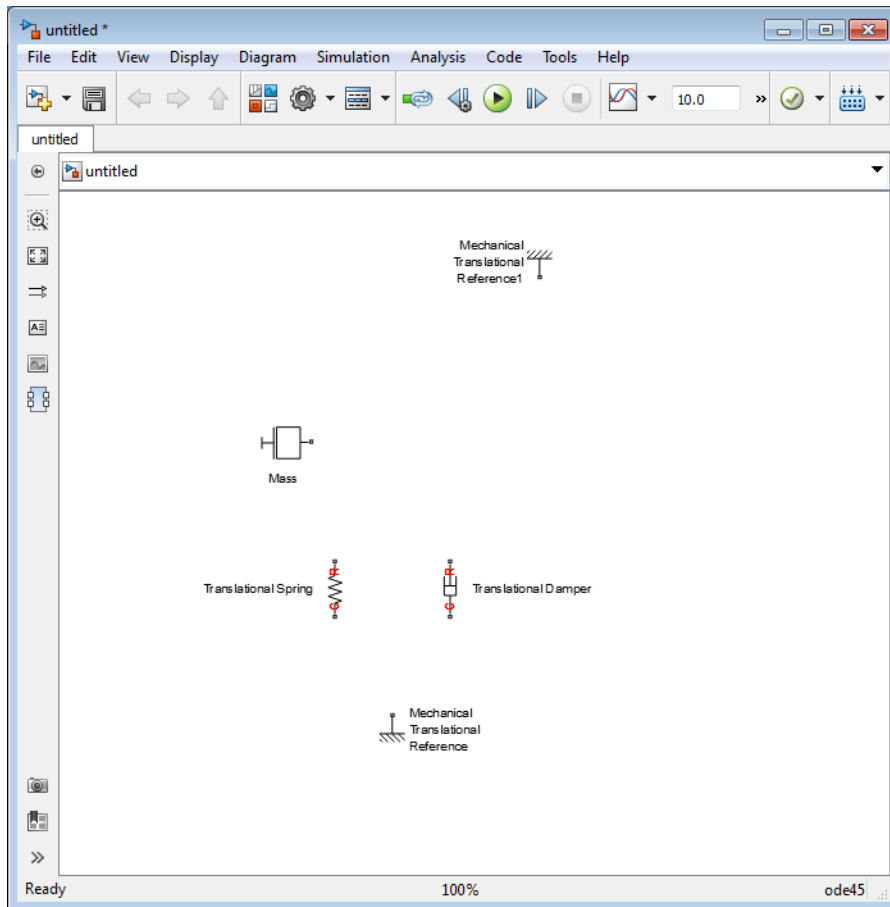 untitled *
File Edit View Display Diagram Simulation Analysis Code Tools Help
10.0
untitled
untitled
Mechanical
Translational
Reference1
Mass
R
R
Translational Spring
Translational Damper
C
C
Mechanical
Translational
Reference
Ready 100% ode45